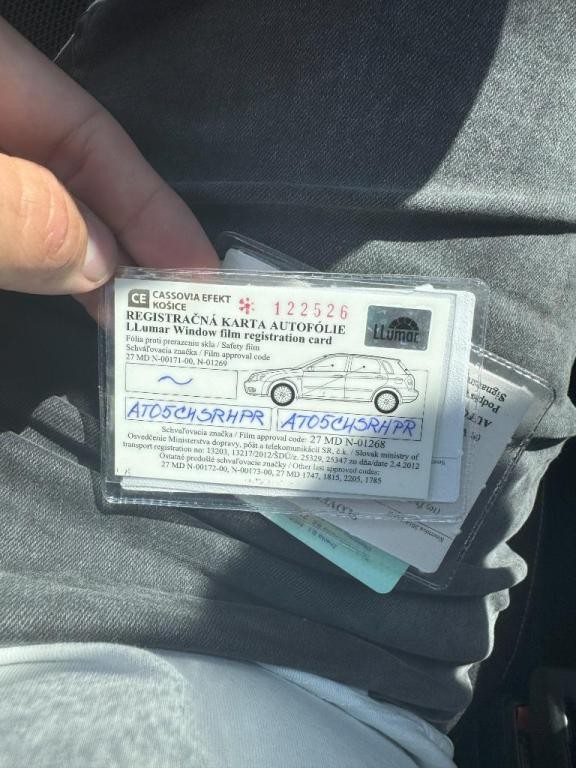 CE CASSOVIA EFEKT
KOŠICE
122526
LLumar
REGISTRAČNÁ KARTA AUTOFÓLIE
LLumar Window film registration card
Fólia proti prerazeniu skla / Safety film
Schvaľovacia značka / Film approval code
27 MD N-00171-00, N-01269
~
ATO5CHSRHPR ATO5CHSRHPR
Schvaľovacia značka / Film approval code: 27 MD N-01268
Osvedčenie Ministerstva dopravy, pôšt a telekomunikácií SR, č.k. / Slovak ministry of
transport registration no: 13203, 13217/2012/ŠDÚ/z. 25329, 25347 zo dňa/date 2.4.2012
Ostatné predošlé schvaľovacie značky / Other last approved codes:
27 MD N-00172-00, N-00173-00, 27 MD 1747, 1815, 2205, 1785